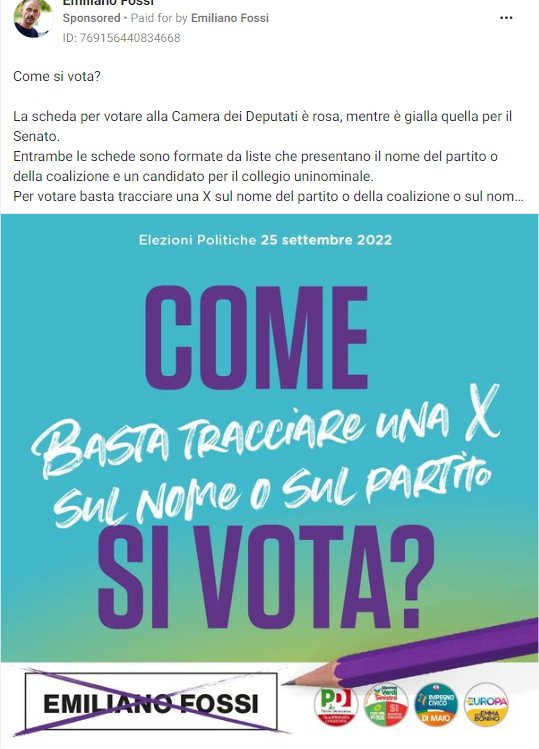 Emiliano Fossi
Sponsored • Paid for by Emiliano Fossi
ID: 769156440834668
Come si vota?
La scheda per votare alla Camera dei Deputati è rosa, mentre è gialla quella per il
Senato.
Entrambe le schede sono formate da liste che presentano il nome del partito o
della coalizione e un candidato per il collegio uninominale.
Per votare basta tracciare una X sul nome del partito o della coalizione o sul nom...
Elezioni Politiche 25 settembre 2022
COME
BASTA TRACCIARE UNA X
SUL NOME O SUL PARTITO
SI VOTA?
EMILIANO FOSSI
PD
Verdi
Sinistra
SI
IMPEGNO
CIVICO
DI MAIO
EUROPA
EMMA
BONINO